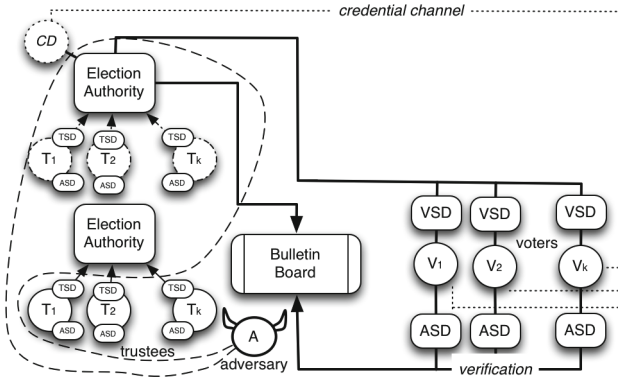 credential channel
CD
Election
Authority
TSD TSD TSD
T1 T2 Tk
ASD ASD ASD
Election
Authority
TSD TSD TSD
T1 T2 Tk
ASD ASD ASD
trustees
Bulletin
Board
A
adversary
VSD VSD VSD
voters
V1 V2 Vk
ASD ASD ASD
verification